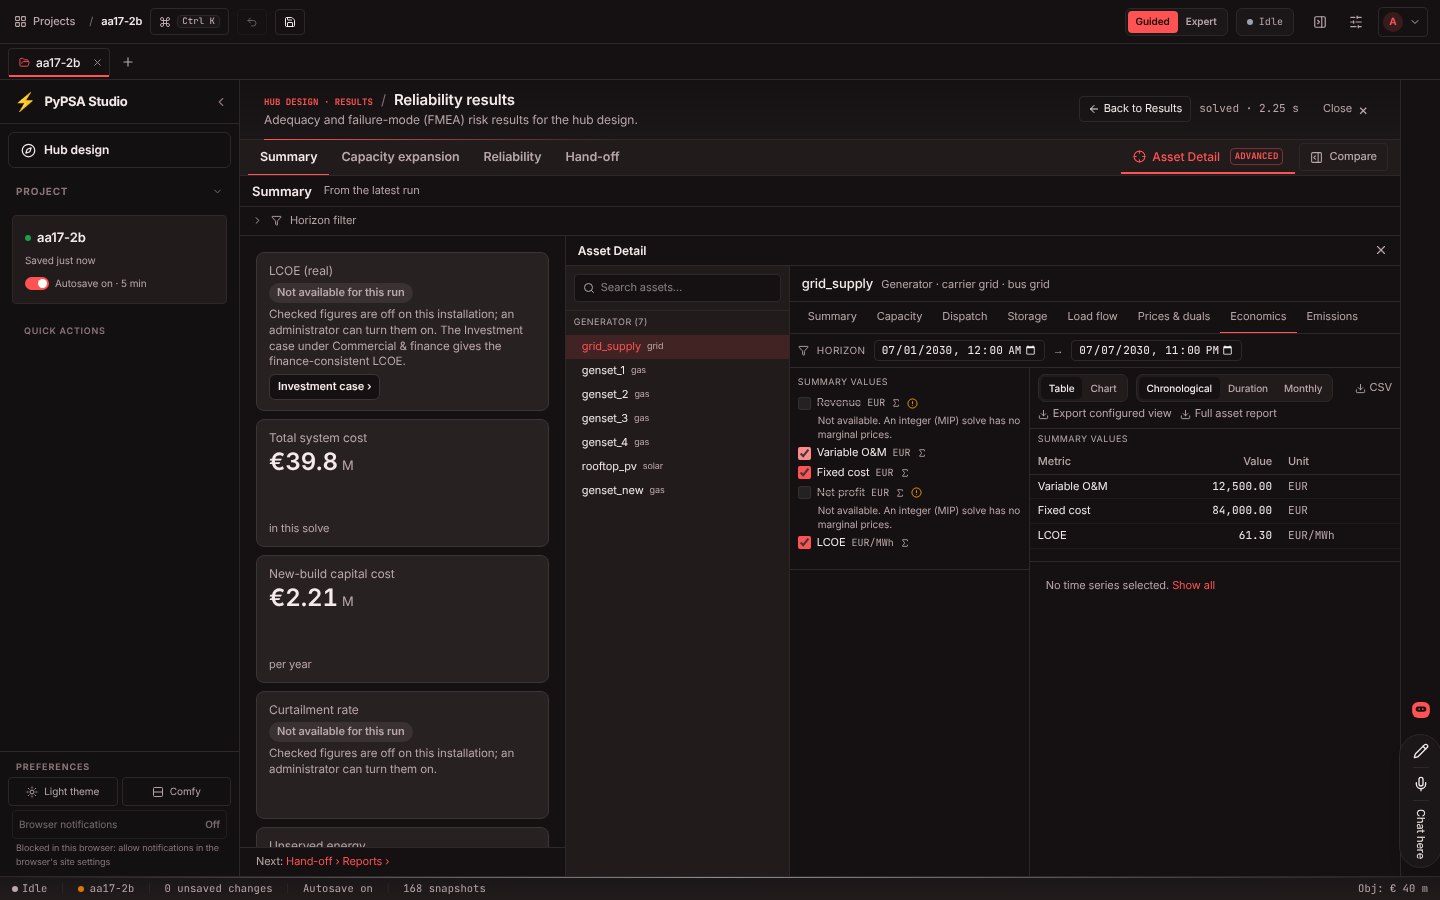 Projects / aa17-2b Ctrl K
Guided Expert Idle A
aa17-2b
PyPSA Studio
Hub design
PROJECT
aa17-2b
Saved just now
Autosave on · 5 min
QUICK ACTIONS
PREFERENCES
Light theme
Comfy
Browser notifications Off
Blocked in this browser: allow notifications in the
browser's site settings
HUB DESIGN · RESULTS / Reliability results
Adequacy and failure-mode (FMEA) risk results for the hub design.
← Back to Results solved · 2.25 s Close
Summary Capacity expansion Reliability Hand-off
Asset Detail ADVANCED Compare
Summary From the latest run
Horizon filter
LCOE (real)
Not available for this run
Checked figures are off on this installation; an
administrator can turn them on. The Investment
case under Commercial & finance gives the
finance-consistent LCOE.
Investment case ›
Total system cost
€39.8 M
in this solve
New-build capital cost
€2.21 M
per year
Curtailment rate
Not available for this run
Checked figures are off on this installation; an
administrator can turn them on.
Unserved energy
Next: Hand-off › Reports ›
Asset Detail
Search assets...
GENERATOR (7)
grid_supply grid
genset_1 gas
genset_2 gas
genset_3 gas
genset_4 gas
rooftop_pv solar
genset_new gas
grid_supply Generator · carrier grid · bus grid
Summary Capacity Dispatch Storage Load flow Prices & duals Economics Emissions
HORIZON 07/01/2030, 12:00 AM → 07/07/2030, 11:00 PM
SUMMARY VALUES
Revenue EUR Σ
Not available. An integer (MIP) solve has no
marginal prices.
Variable O&M EUR Σ
Fixed cost EUR Σ
Net profit EUR Σ
Not available. An integer (MIP) solve has no
marginal prices.
LCOE EUR/MWh Σ
Table Chart Chronological Duration Monthly CSV
Export configured view Full asset report
SUMMARY VALUES
Metric Value Unit
Variable O&M 12,500.00 EUR
Fixed cost 84,000.00 EUR
LCOE 61.30 EUR/MWh
No time series selected. Show all
Chat here
Idle aa17-2b 0 unsaved changes Autosave on 168 snapshots
Obj: € 40 m